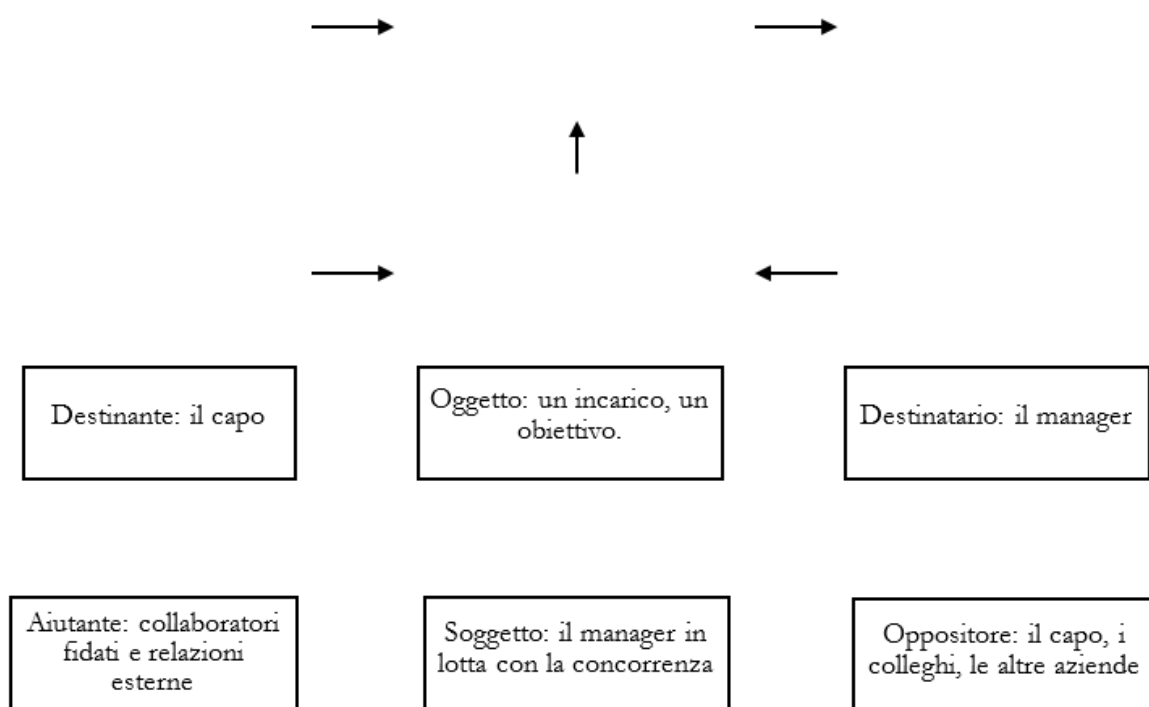 Destinante: il capo
Oggetto: un incarico, un
obiettivo.
Destinatario: il manager
Aiutante: collaboratori
fidati e relazioni
esterne
Soggetto: il manager in
lotta con la concorrenza
Oppositore: il capo, i
colleghi, le altre aziende